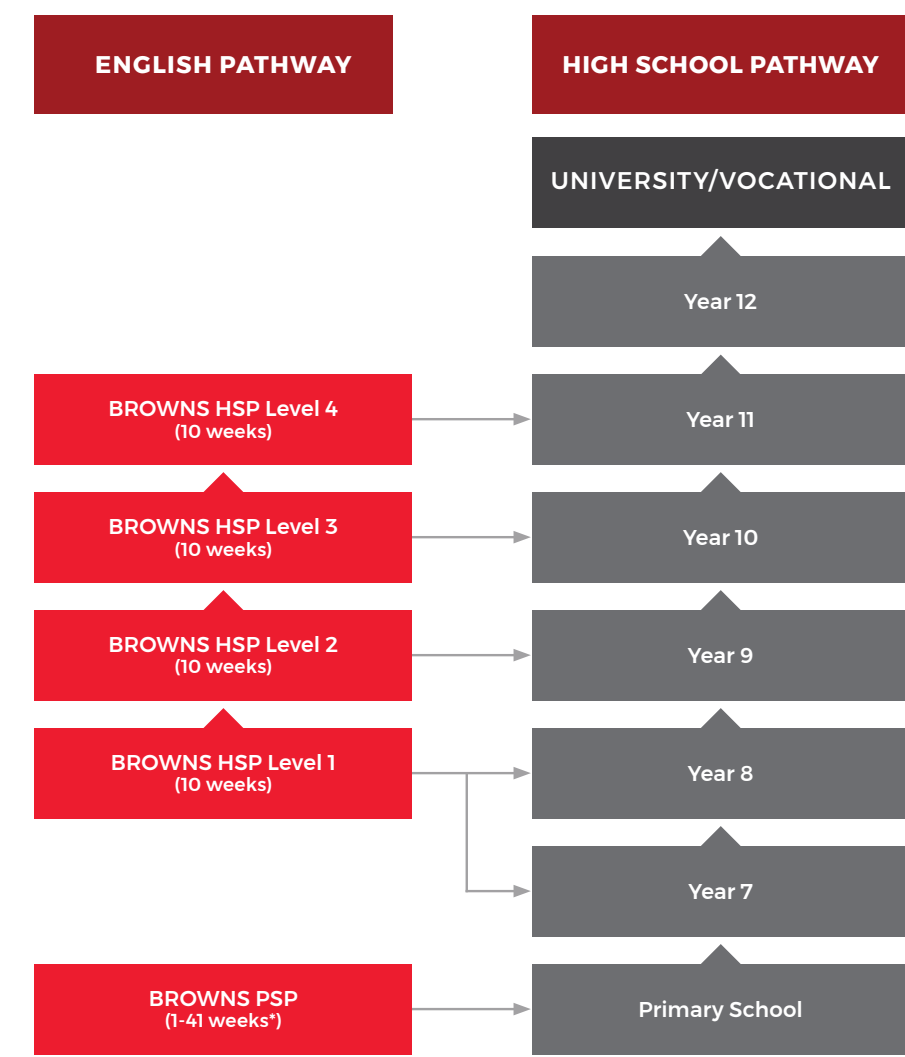 ENGLISH PATHWAY
HIGH SCHOOL PATHWAY
UNIVERSITY/VOCATIONAL
Year 12
BROWNS HSP Level 4
(10 weeks)
Year 11
BROWNS HSP Level 3
(10 weeks)
Year 10
BROWNS HSP Level 2
(10 weeks)
Year 9
BROWNS HSP Level 1
(10 weeks)
Year 8
Year 7
BROWNS PSP
(1-41 weeks*)
Primary School